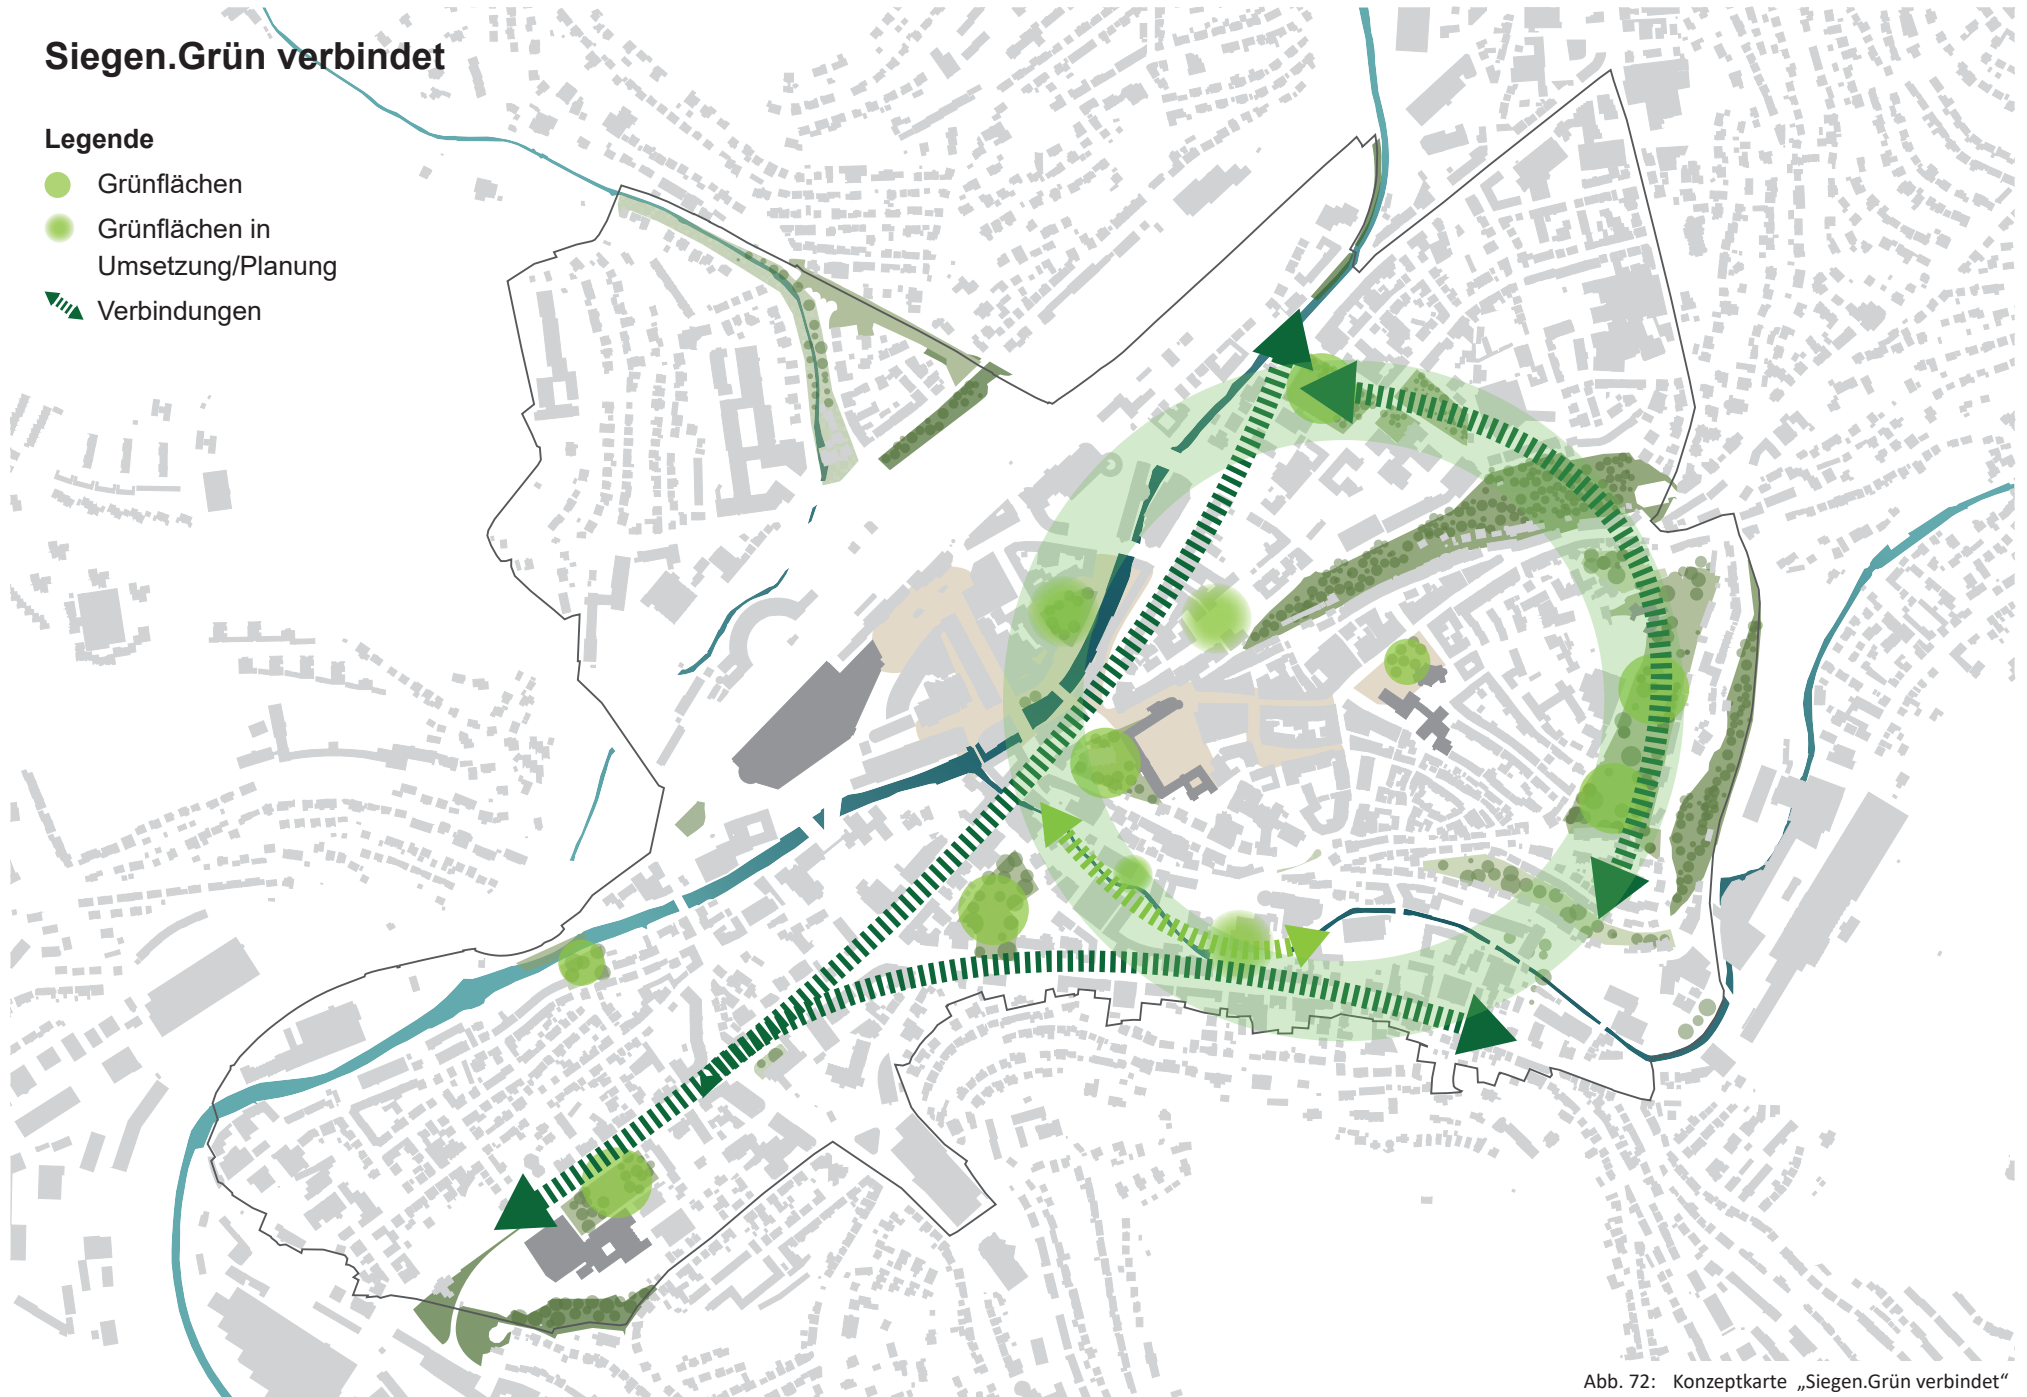 Siegen.Grün verbindet
Legende
Grünflächen
Grünflächen in
Umsetzung/Planung
Verbindungen
Abb. 72: Konzeptkarte „Siegen.Grün verbindet“